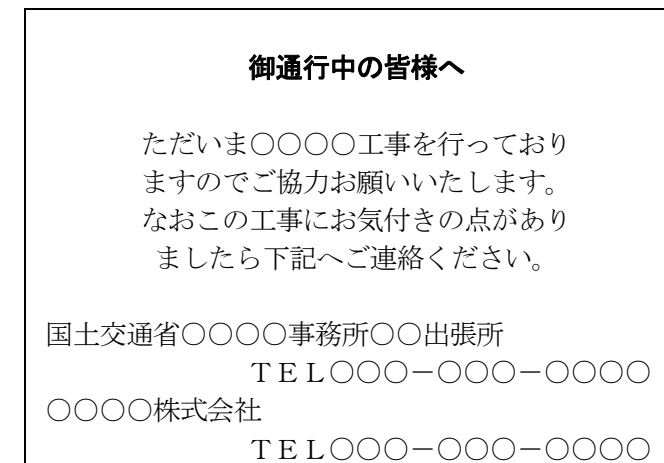 御通行中の皆様へ
ただいま○○○○工事を行っており
ますのでご協力お願いいたします。
なおこの工事にお気付きの点があり
ましたら下記へご連絡ください。
国土交通省○○○○事務所○○出張所
ＴＥＬ○○○－○○○－○○○○
○○○○株式会社
ＴＥＬ○○○－○○○－○○○○